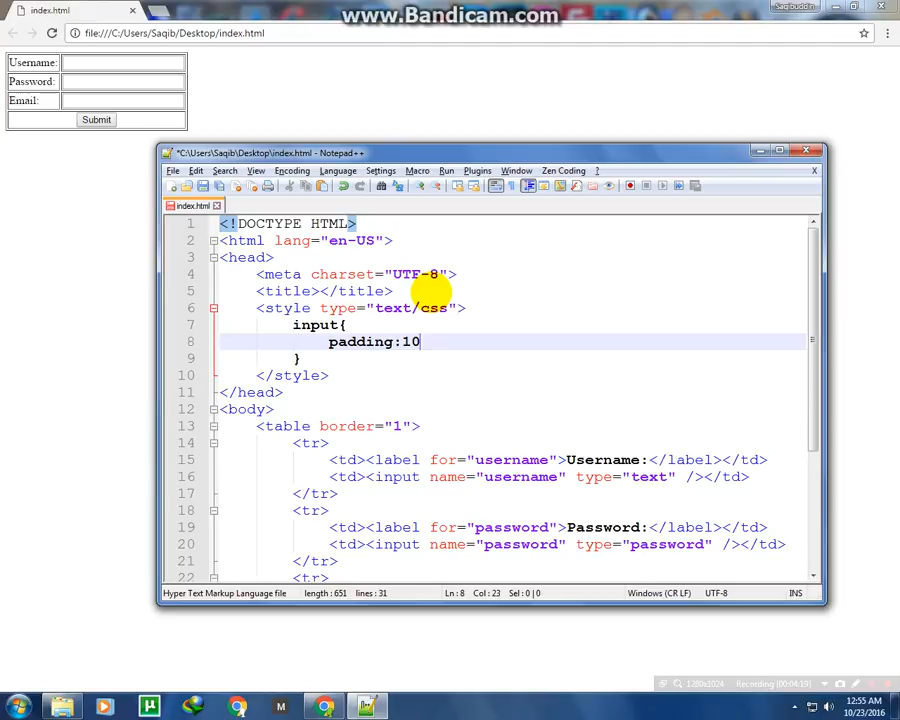 www.Bandicam.com
index.html
Saqibuddin
file:///C:/Users/Saqib/Desktop/index.html
Username:
Password:
Email:
Submit
*C:\Users\Saqib\Desktop\index.html - Notepad++
File Edit Search View Encoding Language Settings Macro Run Plugins Window Zen Coding ? X
index.html
1 <!DOCTYPE HTML>
2 <html lang="en-US">
3 <head>
4 <meta charset="UTF-8">
5 <title></title>
6 <style type="text/css">
7 input{
8 padding:10
9 }
10 </style>
11 </head>
12 <body>
13 <table border="1">
14 <tr>
15 <td><label for="username">Username:</label></td>
16 <td><input name="username" type="text" /></td>
17 </tr>
18 <tr>
19 <td><label for="password">Password:</label></td>
20 <td><input name="password" type="password" /></td>
21 </tr>
22 <tr>
Hyper Text Markup Language file length : 651 lines : 31 Ln : 8 Col : 23 Sel : 0 | 0 Windows (CR LF) UTF-8 INS
1280x1024 Recording [00:04:19]
12:55 AM
10/23/2016